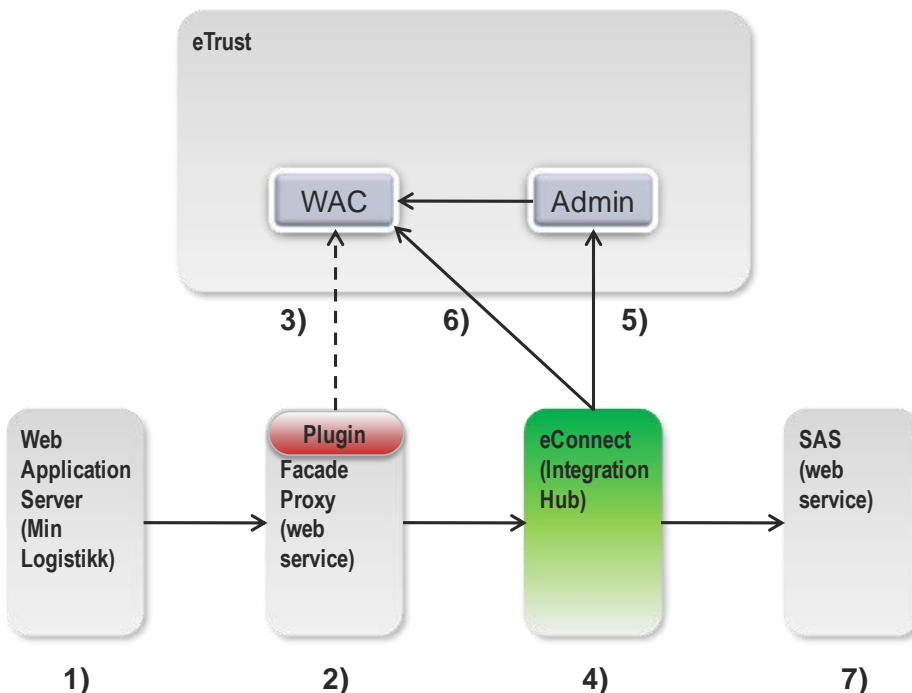 eTrust
WAC
Admin
3)
6)
5)
Web
Application
Server
(Min
Logistikk)
Plugin
Facade
Proxy
(web
service)
eConnect
(Integration
Hub)
SAS
(web
service)
1)
2)
4)
7)